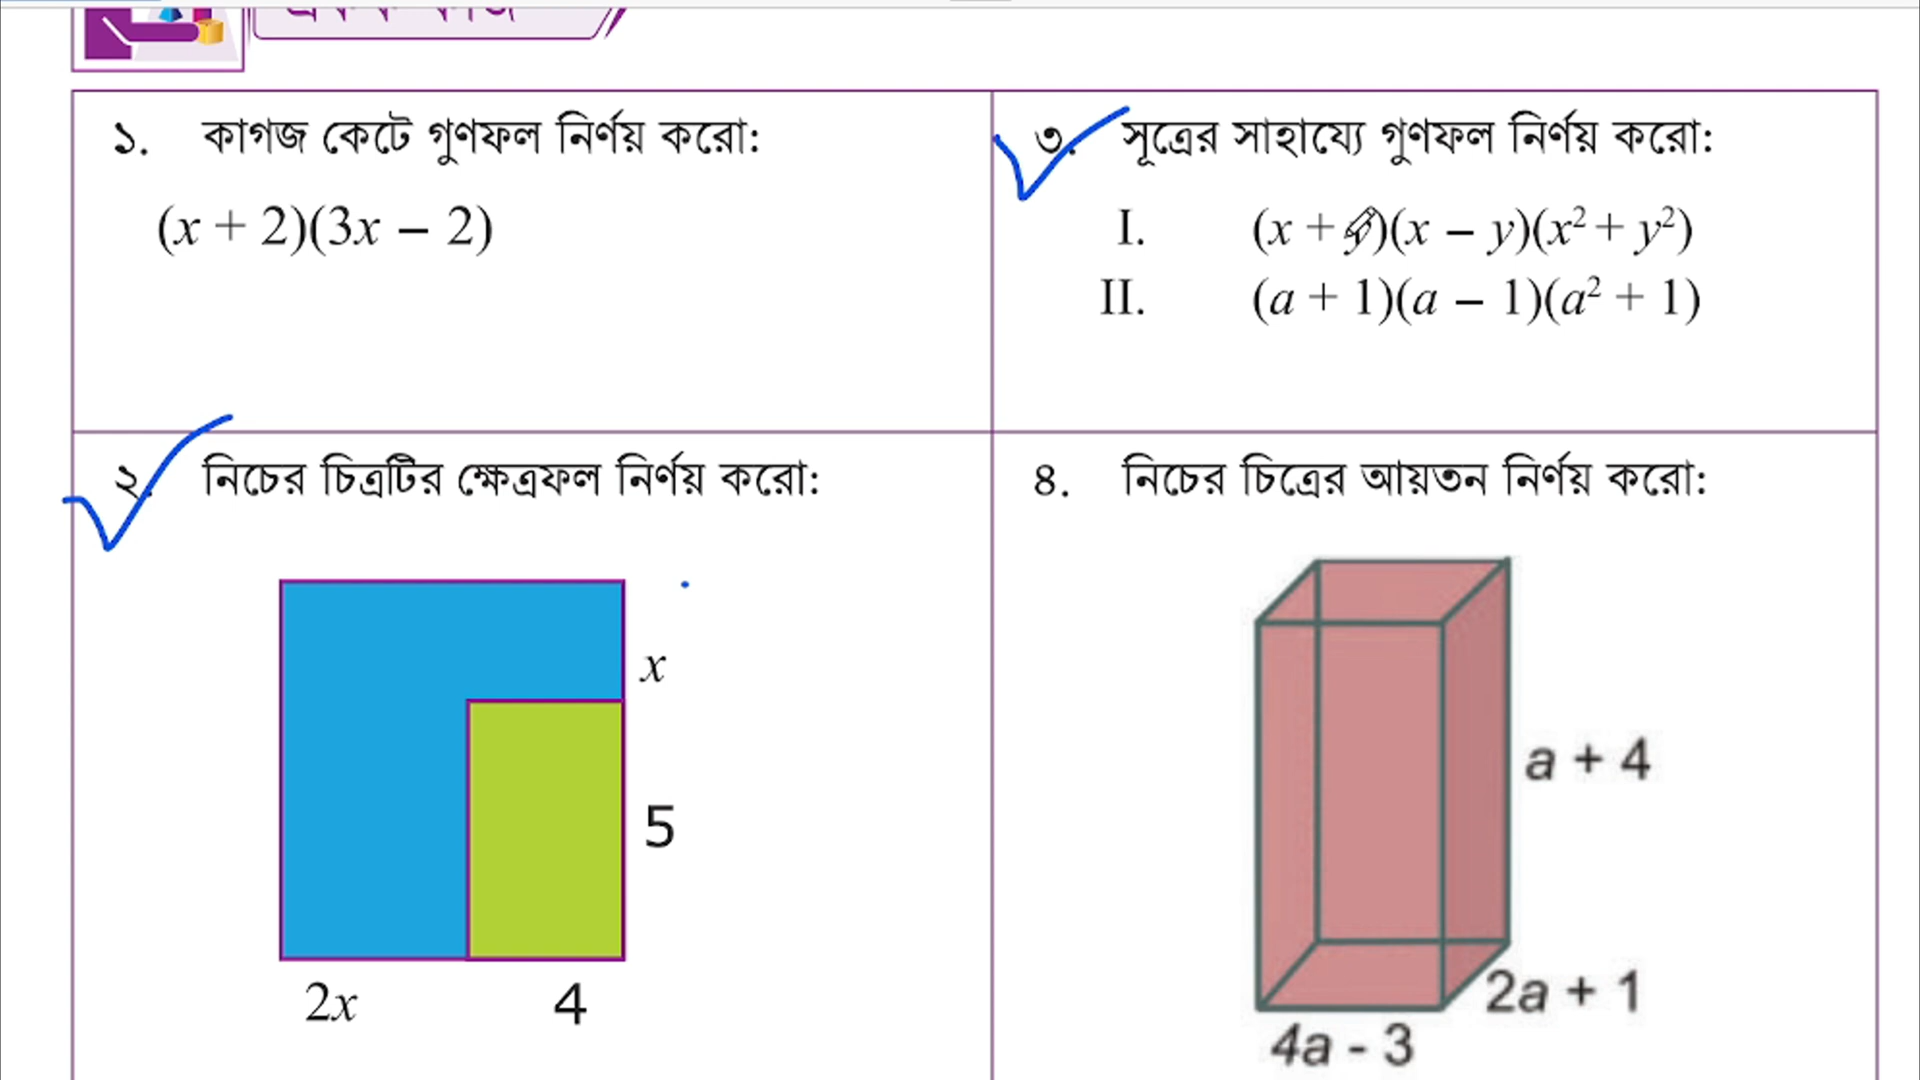 ১. কাগজ কেটে গুণফল নির্ণয় করো:
(x + 2)(3x – 2)
৩. সূত্রের সাহায্যে গুণফল নির্ণয় করো:
I. (x + y)(x – y)(x² + y²)
II. (a + 1)(a – 1)(a² + 1)
২. নিচের চিত্রটির ক্ষেত্রফল নির্ণয় করো:
x
5
2x 4
৪. নিচের চিত্রের আয়তন নির্ণয় করো:
a + 4
2a + 1
4a - 3